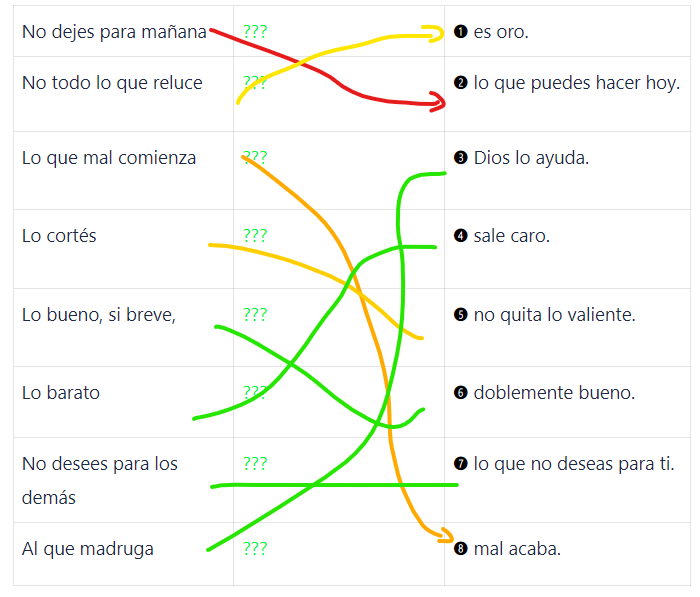 No dejes para mañana ??? ❶ es oro.
No todo lo que reluce ??? ❷ lo que puedes hacer hoy.
Lo que mal comienza ??? ❸ Dios lo ayuda.
Lo cortés ??? ❹ sale caro.
Lo bueno, si breve, ??? ❺ no quita lo valiente.
Lo barato ??? ❻ doblemente bueno.
No desees para los ??? ❼ lo que no deseas para ti.
demás
Al que madruga ??? ❽ mal acaba.